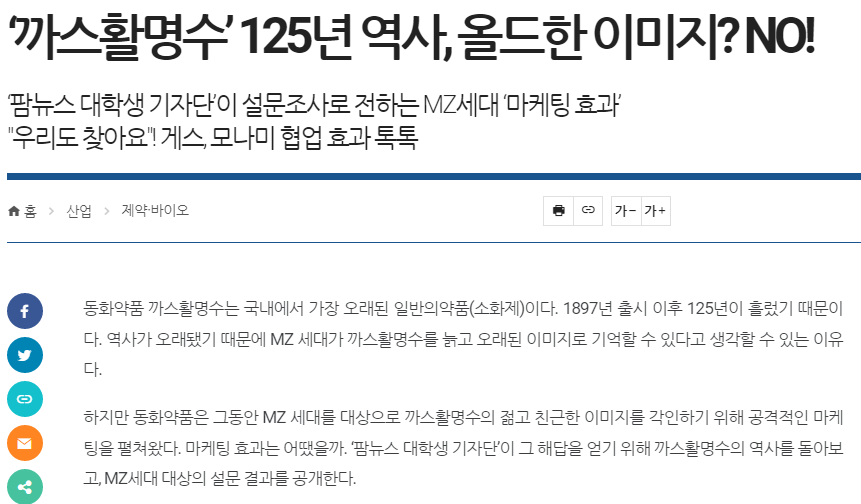 ‘까스활명수’ 125년 역사, 올드한 이미지? NO!
‘팜뉴스 대학생 기자단’이 설문조사로 전하는 MZ세대 ‘마케팅 효과’
"우리도 찾아요"! 게스, 모나미 협업 효과 톡톡
홈 > 산업 > 제약·바이오
가- 가+
동화약품 까스활명수는 국내에서 가장 오래된 일반의약품(소화제)이다. 1897년 출시 이후 125년이 흘렀기 때문이
다. 역사가 오래됐기 때문에 MZ 세대가 까스활명수를 늙고 오래된 이미지로 기억할 수 있다고 생각할 수 있는 이유
다.
하지만 동화약품은 그동안 MZ 세대를 대상으로 까스활명수의 젊고 친근한 이미지를 각인하기 위해 공격적인 마케
팅을 펼쳐왔다. 마케팅 효과는 어땠을까. ‘팜뉴스 대학생 기자단’이 그 해답을 얻기 위해 까스활명수의 역사를 돌아보
고, MZ세대 대상의 설문 결과를 공개한다.